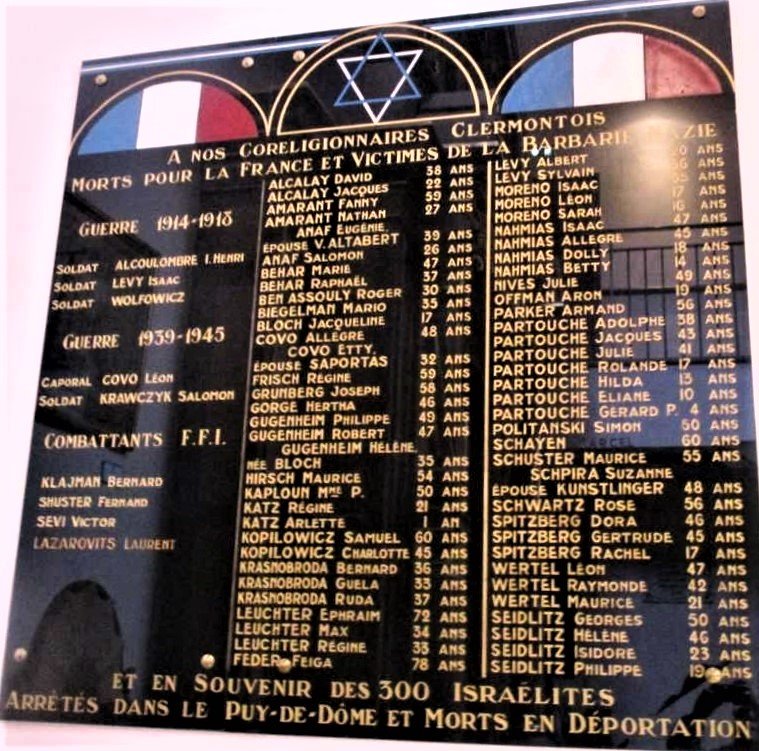 A NOS CORELIGIONNAIRES CLERMONTOIS
MORTS POUR LA FRANCE ET VICTIMES DE LA BARBARIE NAZIE
GUERRE 1914-1918
SOLDAT ALCOULOMBRE I. HENRI
SOLDAT LEVY ISAAC
SOLDAT WOLFOWICZ
GUERRE 1939-1945
CAPORAL COVO LÉON
SOLDAT KRAWCZYK SALOMON
COMBATTANTS F.F.I.
KLAJMAN BERNARD
SHUSTER FERNAND
SEVI VICTOR
LAZAROVITS LAURENT
ALCALAY DAVID 38 ANS
ALCALAY JACQUES 22 ANS
AMARANT FANNY 59 ANS
AMARANT NATHAN 27 ANS
ANAF EUGÉNIE,
ÉPOUSE V. ALTABERT 39 ANS
ANAF SALOMON 26 ANS
BEHAR MARIE 47 ANS
BEHAR RAPHAËL 37 ANS
BEN ASSOULY ROGER 30 ANS
BIEGELMAN MARIO 35 ANS
BLOCH JACQUELINE 17 ANS
COVO ALLÈGRE 48 ANS
COVO ETTY,
ÉPOUSE SAPORTAS 32 ANS
FRISCH RÉGINE 59 ANS
GRUNBERG JOSEPH 58 ANS
GORGE HERTHA 46 ANS
GUGENHEIM PHILIPPE 49 ANS
GUGENHEIM ROBERT 47 ANS
GUGENHEIM HÉLÈNE,
NÉE BLOCH 35 ANS
HIRSCH MAURICE 54 ANS
KAPLOUN MME P. 50 ANS
KATZ RÉGINE 21 ANS
KATZ ARLETTE 1 AN
KOPILOWICZ SAMUEL 60 ANS
KOPILOWICZ CHARLOTTE 45 ANS
KRASNOBRODA BERNARD 36 ANS
KRASNOBRODA GUELA 33 ANS
KRASNOBRODA RUDA 37 ANS
LEUCHTER EPHRAIM 72 ANS
LEUCHTER MAX 34 ANS
LEUCHTER RÉGINE 33 ANS
FEDER FEIGA 78 ANS
LEVY ALBERT ANS
LEVY SYLVAIN ANS
MORENO ISAAC ANS
MORENO LÉON 17 ANS
MORENO SARAH 16 ANS
NAHMIAS ISAAC 47 ANS
NAHMIAS ALLEGRE 45 ANS
NAHMIAS DOLLY 18 ANS
NAHMIAS BETTY 14 ANS
NIVES JULIE 49 ANS
OFFMAN ARON 19 ANS
PARKER ARMAND 56 ANS
PARTOUCHE ADOLPHE 38 ANS
PARTOUCHE JACQUES 43 ANS
PARTOUCHE JULIE 41 ANS
PARTOUCHE ROLANDE 17 ANS
PARTOUCHE HILDA 13 ANS
PARTOUCHE ELIANE 10 ANS
PARTOUCHE GERARD P. 4 ANS
POLITANSKI SIMON 50 ANS
SCHAYEN MARCEL 60 ANS
SCHUSTER MAURICE 55 ANS
SCHPIRA SUZANNE
ÉPOUSE KUNSTLINGER 48 ANS
SCHWARTZ ROSE 56 ANS
SPITZBERG DORA 46 ANS
SPITZBERG GERTRUDE 45 ANS
SPITZBERG RACHEL 17 ANS
WERTEL LÉON 47 ANS
WERTEL RAYMONDE 42 ANS
WERTEL MAURICE 21 ANS
SEIDLITZ GEORGES 50 ANS
SEIDLITZ HÉLÈNE 46 ANS
SEIDLITZ ISIDORE 23 ANS
SEIDLITZ PHILIPPE 19 ANS
ET EN SOUVENIR DES 300 ISRAÉLITES
ARRÊTÉS DANS LE PUY-DE-DÔME ET MORTS EN DÉPORTATION